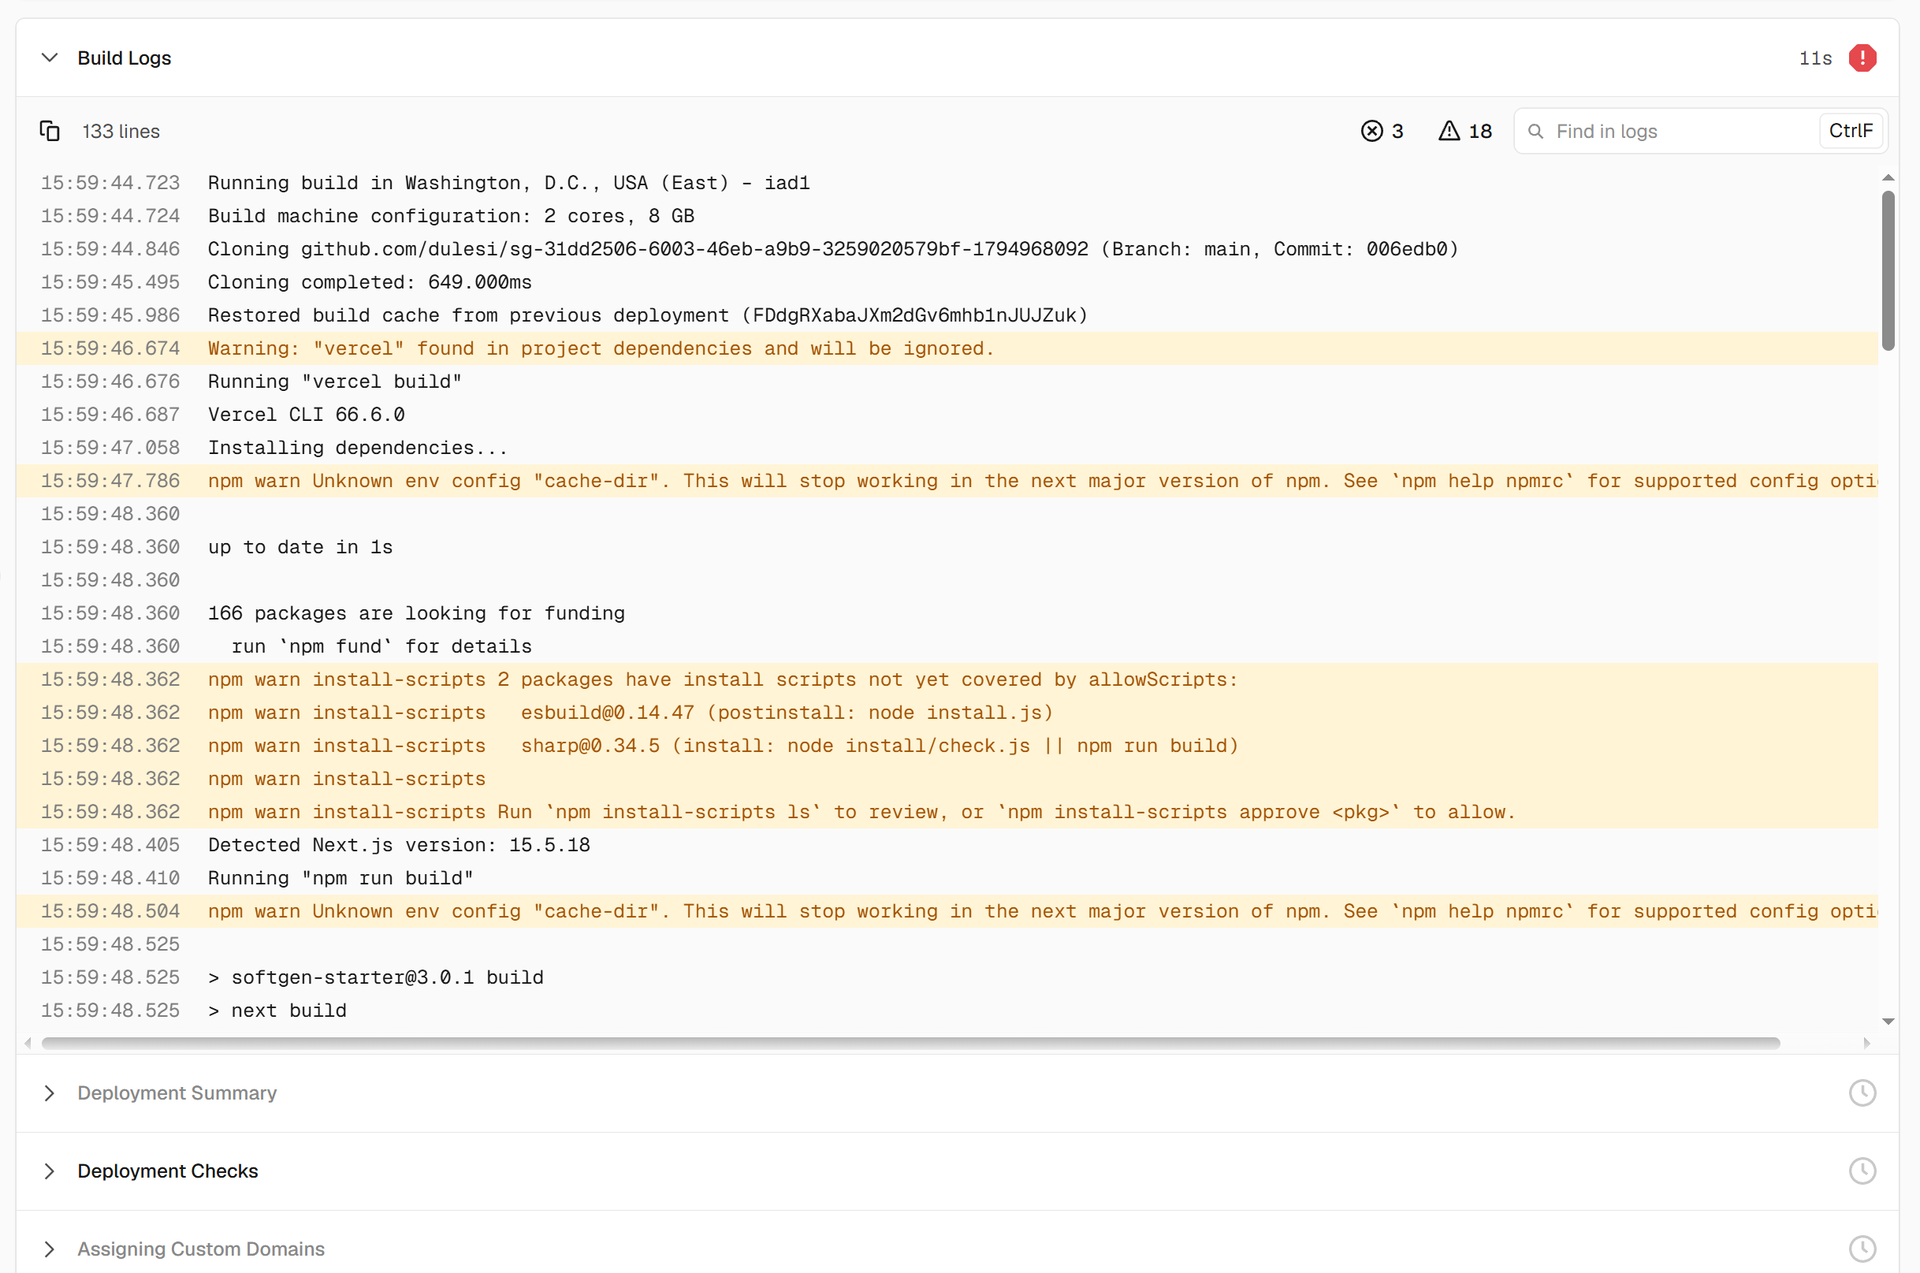 Build Logs 11s
133 lines 3 18 Find in logs CtrlF
15:59:44.723 Running build in Washington, D.C., USA (East) – iad1
15:59:44.724 Build machine configuration: 2 cores, 8 GB
15:59:44.846 Cloning github.com/dulesi/sg-31dd2506-6003-46eb-a9b9-3259020579bf-1794968092 (Branch: main, Commit: 006edb0)
15:59:45.495 Cloning completed: 649.000ms
15:59:45.986 Restored build cache from previous deployment (FDdgRXabaJXm2dGv6mhb1nJUJZuk)
15:59:46.674 Warning: "vercel" found in project dependencies and will be ignored.
15:59:46.676 Running "vercel build"
15:59:46.687 Vercel CLI 66.6.0
15:59:47.058 Installing dependencies...
15:59:47.786 npm warn Unknown env config "cache-dir". This will stop working in the next major version of npm. See `npm help npmrc` for supported config opti
15:59:48.360
15:59:48.360 up to date in 1s
15:59:48.360
15:59:48.360 166 packages are looking for funding
15:59:48.360   run `npm fund` for details
15:59:48.362 npm warn install-scripts 2 packages have install scripts not yet covered by allowScripts:
15:59:48.362 npm warn install-scripts   esbuild@0.14.47 (postinstall: node install.js)
15:59:48.362 npm warn install-scripts   sharp@0.34.5 (install: node install/check.js || npm run build)
15:59:48.362 npm warn install-scripts
15:59:48.362 npm warn install-scripts Run `npm install-scripts ls` to review, or `npm install-scripts approve <pkg>` to allow.
15:59:48.405 Detected Next.js version: 15.5.18
15:59:48.410 Running "npm run build"
15:59:48.504 npm warn Unknown env config "cache-dir". This will stop working in the next major version of npm. See `npm help npmrc` for supported config opti
15:59:48.525
15:59:48.525 > softgen-starter@3.0.1 build
15:59:48.525 > next build
Deployment Summary
Deployment Checks
Assigning Custom Domains